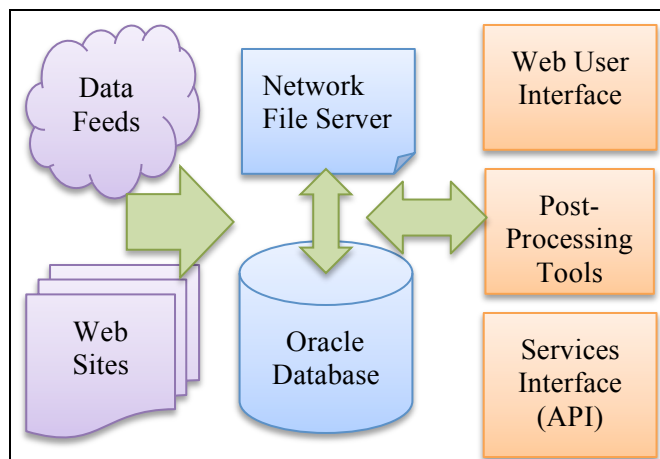 Data
Feeds
Network
File Server
Web User
Interface
Post-
Processing
Tools
Web
Sites
Oracle
Database
Services
Interface
(API)